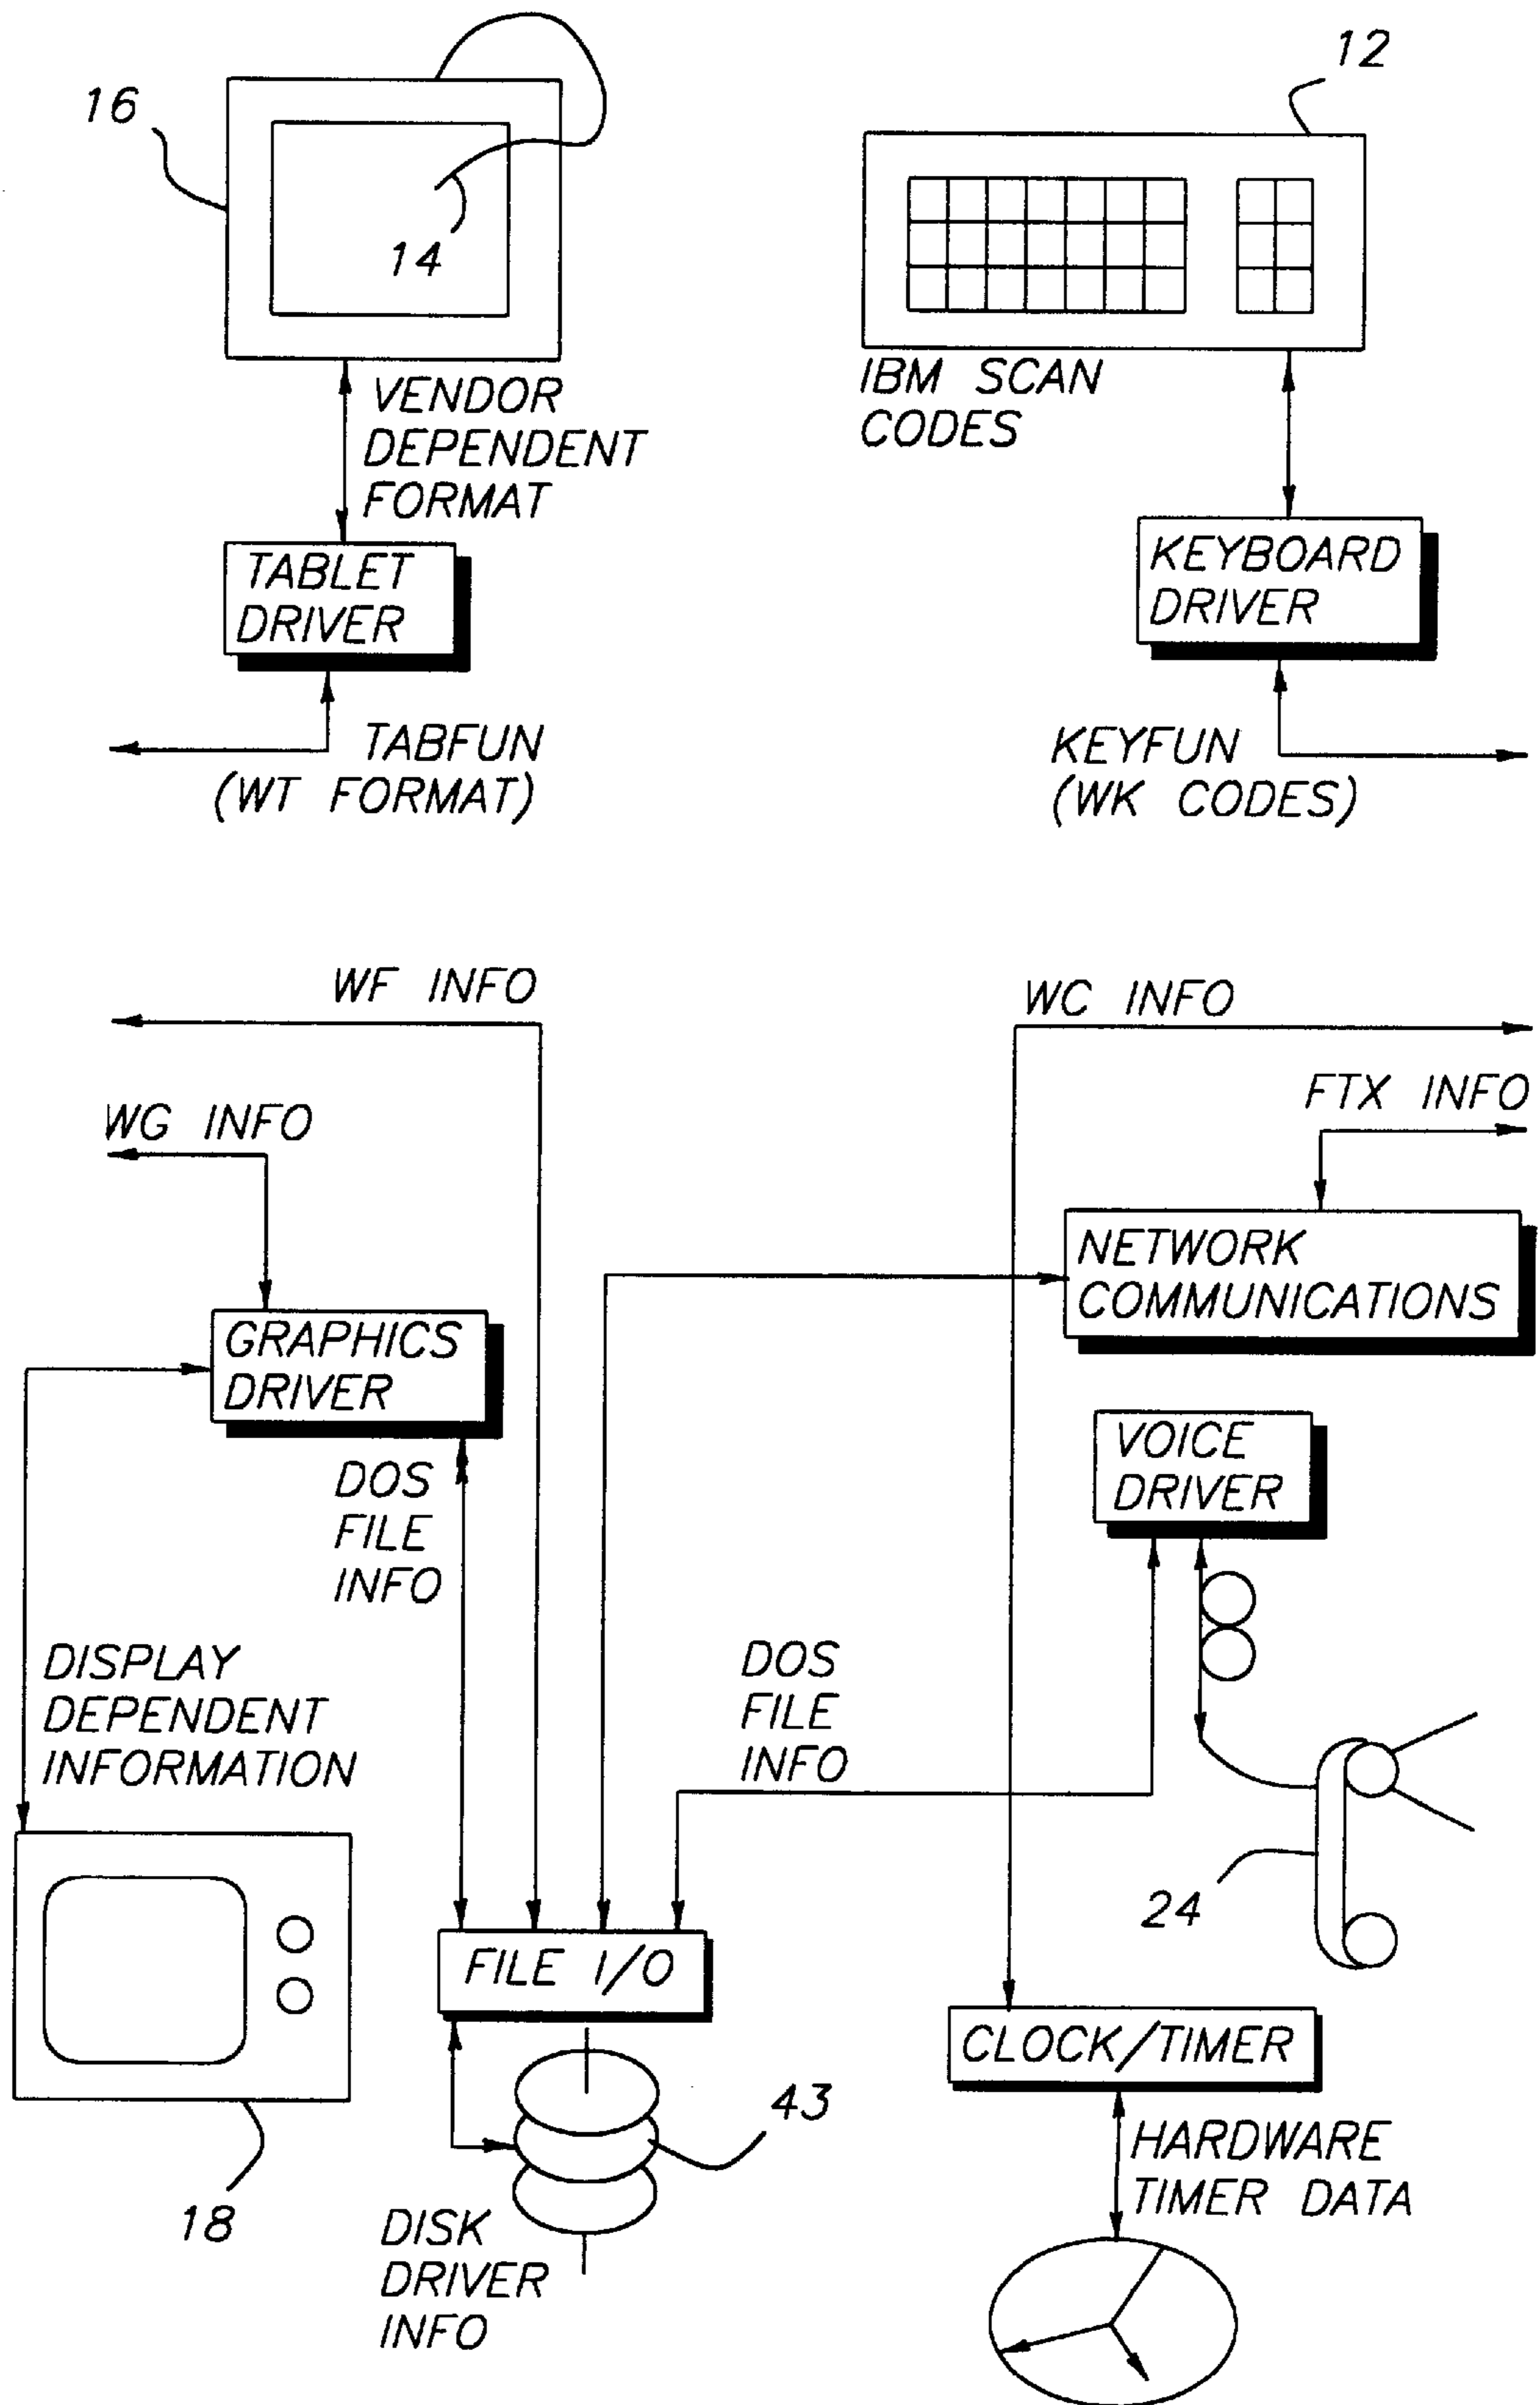 12
16
14
VENDOR
DEPENDENT
FORMAT
IBM SCAN
CODES
TABLET
DRIVER
KEYBOARD
DRIVER
TABFUN
(WT FORMAT)
KEYFUN
(WK CODES)
WF INFO
WC INFO
WG INFO
FTX INFO
NETWORK
COMMUNICATIONS
GRAPHICS
DRIVER
VOICE
DRIVER
DOS
FILE
INFO
DISPLAY
DEPENDENT
INFORMATION
DOS
FILE
INFO
24
FILE I/O
CLOCK/TIMER
43
18
HARDWARE
TIMER DATA
DISK
DRIVER
INFO